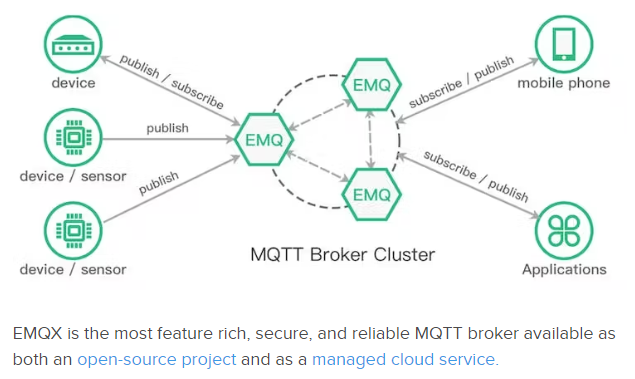 device
publish / subscribe
device / sensor
publish
device / sensor
publish
EMQ
EMQ
EMQ
MQTT Broker Cluster
subscribe / publish
mobile phone
subscribe / publish
Applications
EMQX is the most feature rich, secure, and reliable MQTT broker available as
both an open-source project and as a managed cloud service.